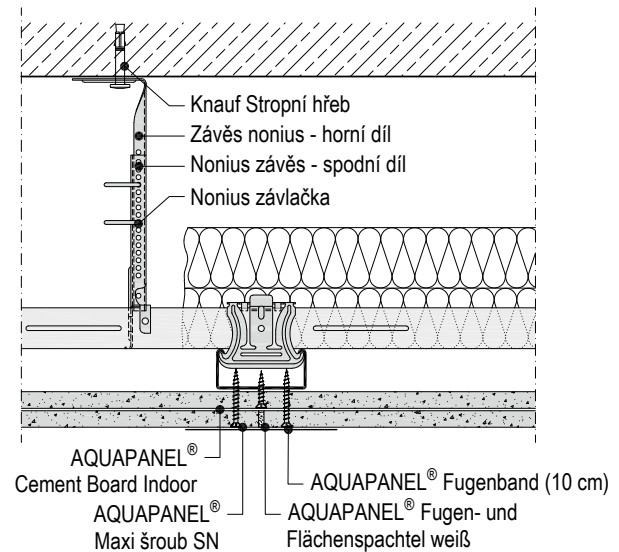 Knauf Stropní hřeb
Závěs nonius - horní díl
Nonius závěs - spodní díl
Nonius závlačka
AQUAPANEL®
Cement Board Indoor
AQUAPANEL®
Maxi šroub SN
AQUAPANEL® Fugenband (10 cm)
AQUAPANEL® Fugen- und
Flächenspachtel weiß